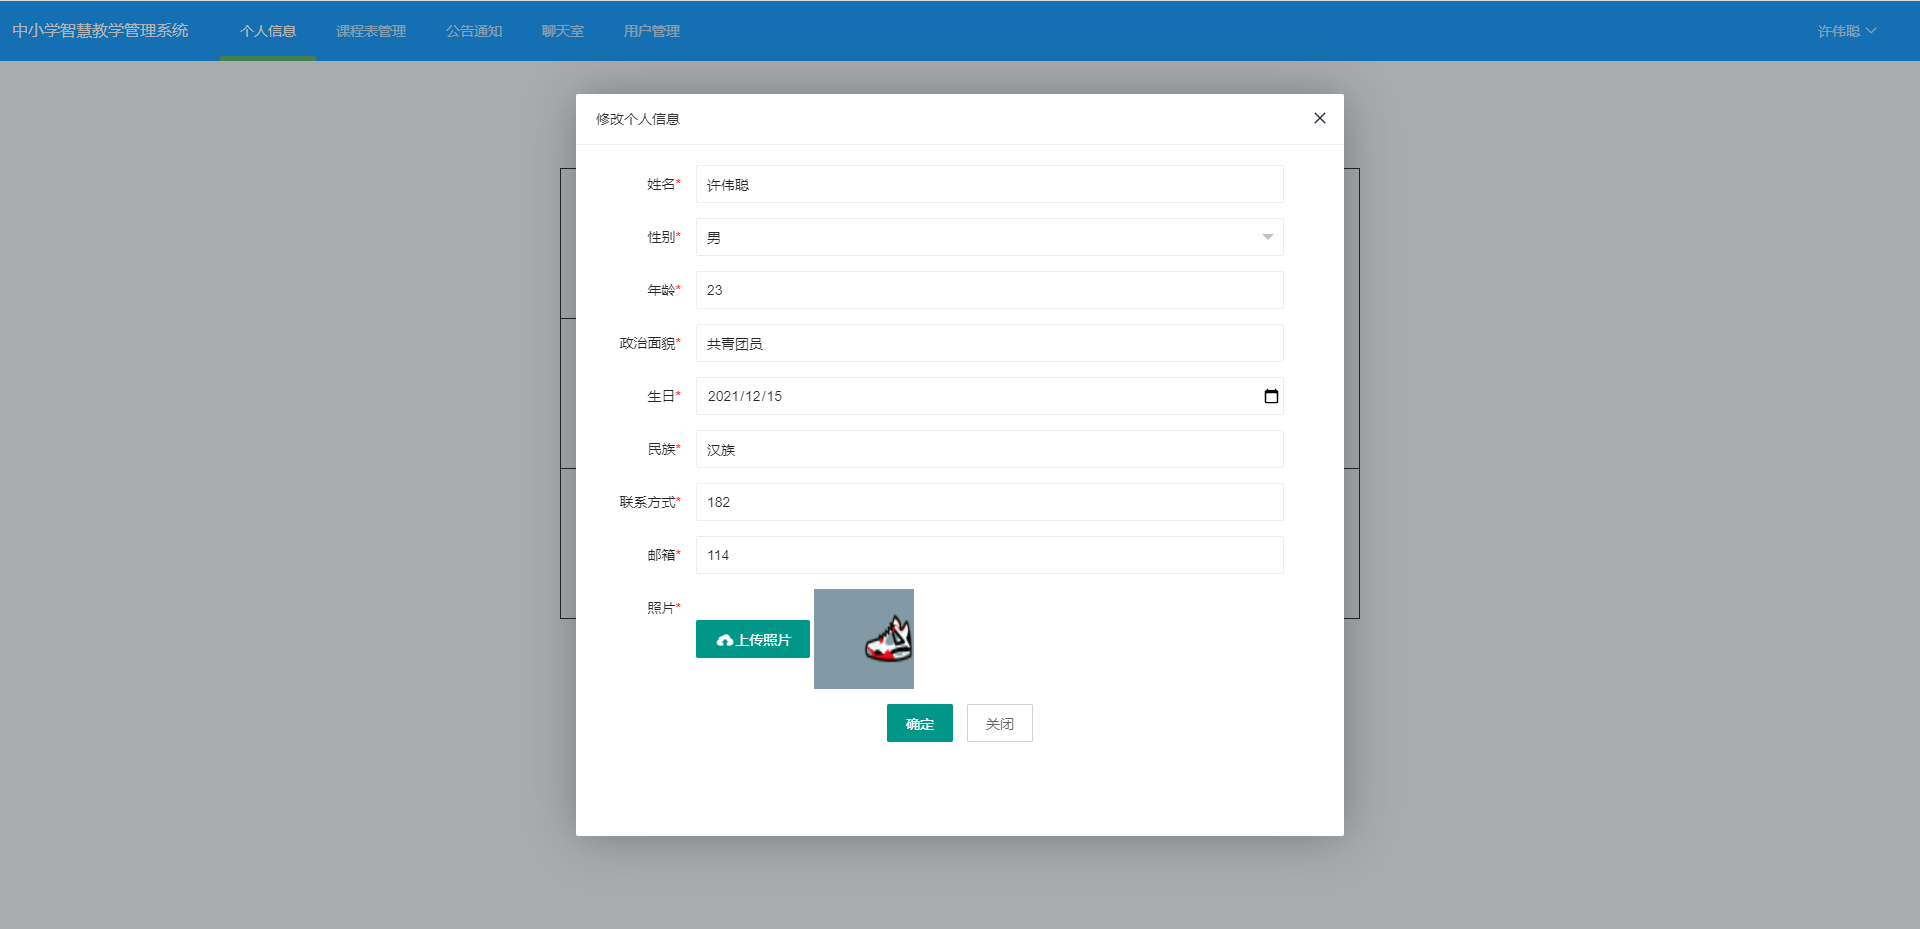 中小学智慧教学管理系统 个人信息 课程表管理 公告通知 聊天室 用户管理 许伟聪
修改个人信息
姓名* 许伟聪
性别* 男
年龄* 23
政治面貌* 共青团员
生日* 2021/12/15
民族* 汉族
联系方式* 182
邮箱* 114
照片*
上传照片
确定 关闭